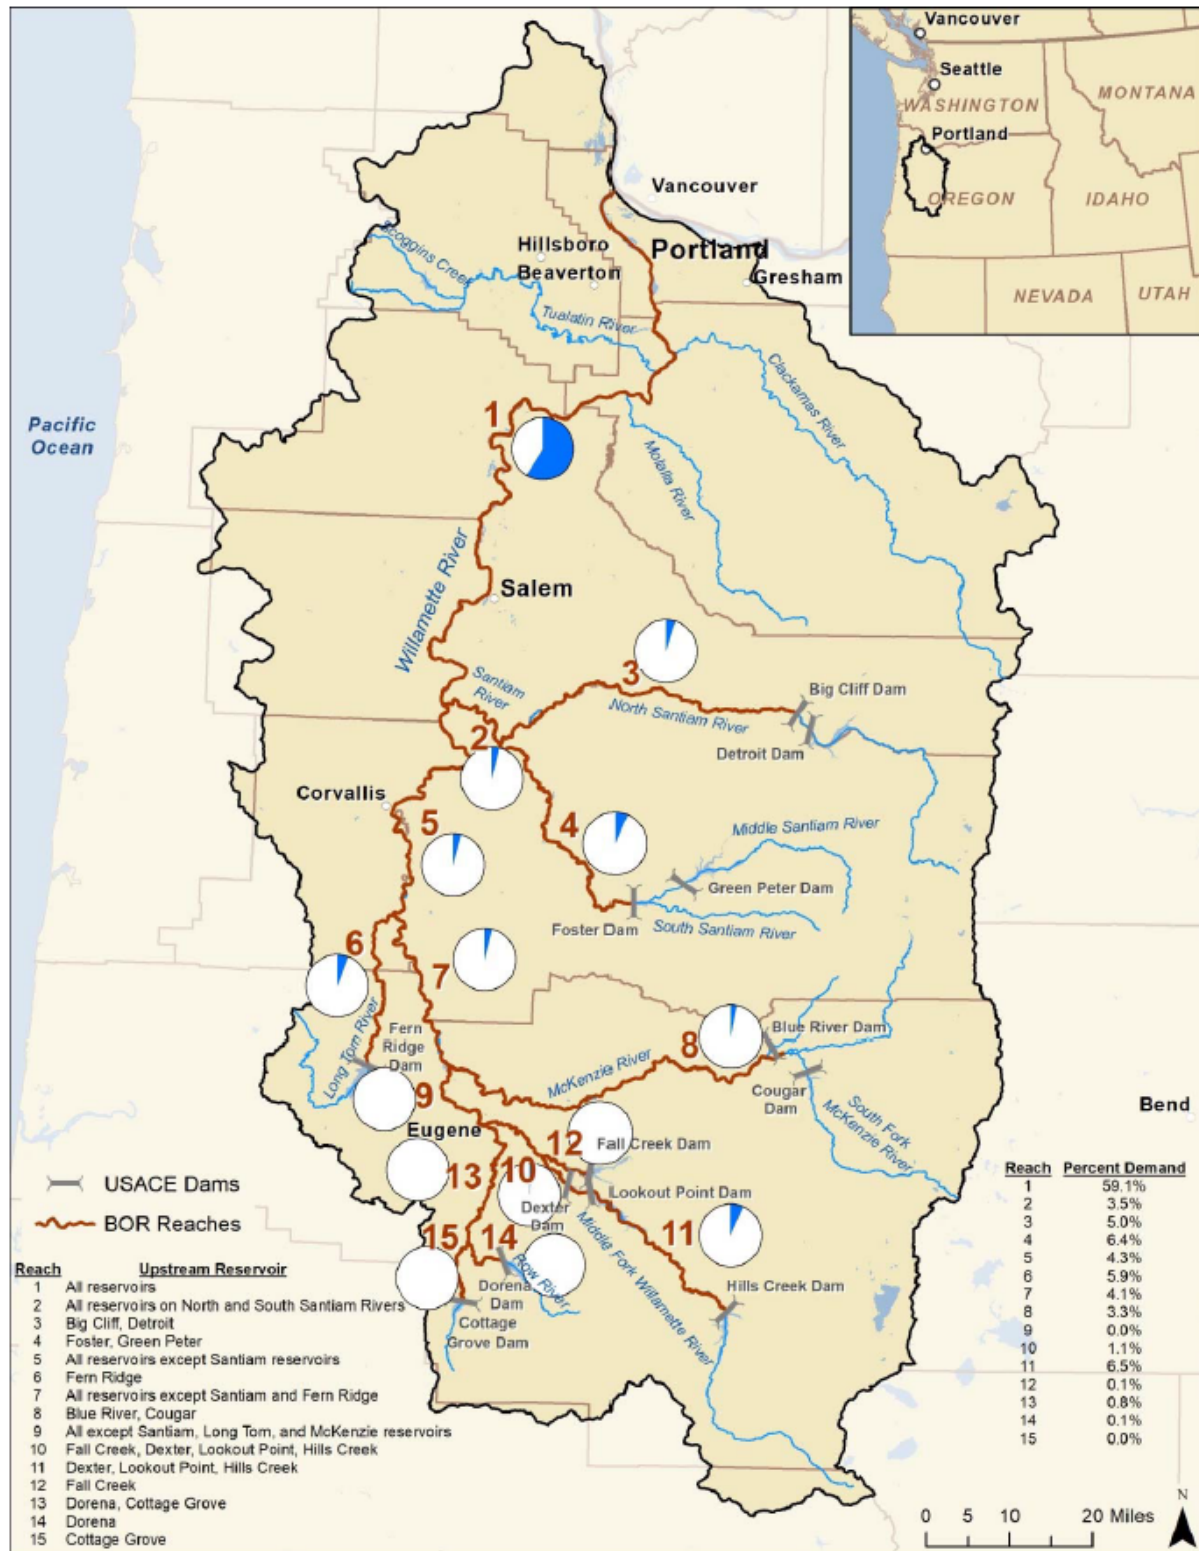 Vancouver
Seattle
WASHINGTON
MONTANA
Portland
OREGON
IDAHO
NEVADA
UTAH
Vancouver
Scoggins Creek
Hillsboro
Portland
Beaverton
Gresham
Tualatin River
Clackamas River
Pacific
Ocean
1
Molalla River
Willamette River
Salem
3
Santiam
River
Big Cliff Dam
North Santiam River
Detroit Dam
2
Corvallis
5
4
Middle Santiam River
Green Peter Dam
Foster Dam
South Santiam River
6
7
Long Tom River
Fern
Ridge
Dam
8
Blue River Dam
McKenzie River
Cougar
Dam
South Fork
McKenzie River
Bend
9
Eugene
12
Fall Creek Dam
13
10
Lookout Point Dam
Dexter
Dam
Middle Fork Willamette River
11
15
14
Row River
Dorena
Dam
Hills Creek Dam
Cottage
Grove Dam
USACE Dams
BOR Reaches
Reach Upstream Reservoir
1 All reservoirs
2 All reservoirs on North and South Santiam Rivers
3 Big Cliff, Detroit
4 Foster, Green Peter
5 All reservoirs except Santiam reservoirs
6 Fern Ridge
7 All reservoirs except Santiam and Fern Ridge
8 Blue River, Cougar
9 All except Santiam, Long Tom, and McKenzie reservoirs
10 Fall Creek, Dexter, Lookout Point, Hills Creek
11 Dexter, Lookout Point, Hills Creek
12 Fall Creek
13 Dorena, Cottage Grove
14 Dorena
15 Cottage Grove
Reach Percent Demand
1 59.1%
2 3.5%
3 5.0%
4 6.4%
5 4.3%
6 5.9%
7 4.1%
8 3.3%
9 0.0%
10 1.1%
11 6.5%
12 0.1%
13 0.8%
14 0.1%
15 0.0%
N
0 5 10 20 Miles